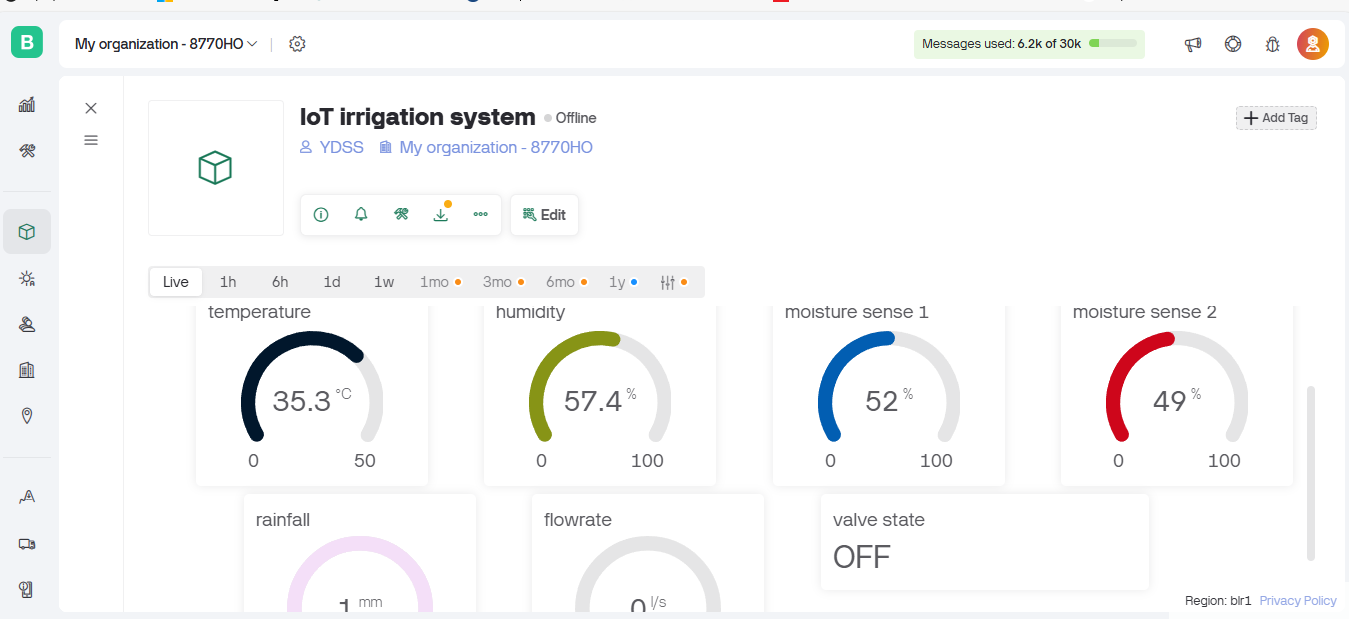 B
My organization - 8770HO
Messages used: 6.2k of 30k
IoT irrigation system
Offline
YDSS
My organization - 8770HO
Add Tag
Edit
Live 1h 6h 1d 1w 1mo 3mo 6mo 1y
temperature
humidity
moisture sense 1
moisture sense 2
35.3 °C
57.4 %
52 %
49 %
0 50
0 100
0 100
0 100
rainfall
flowrate
valve state
OFF
1 mm
0 l/s
Region: blr1 Privacy Policy